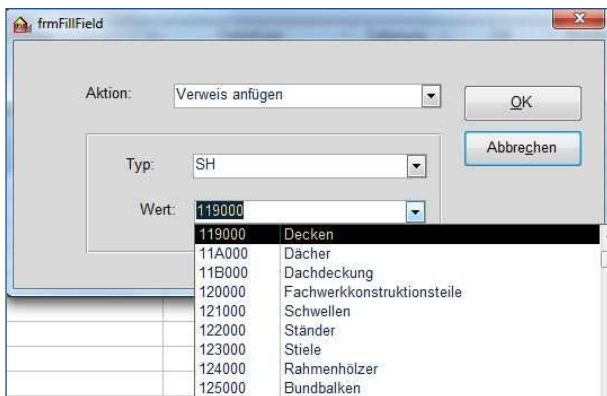 frmFillField
Aktion: Verweis anfügen
OK
Abbrechen
Typ: SH
Wert: 119000
119000 Decken
11A000 Dächer
11B000 Dachdeckung
120000 Fachwerkkonstruktionsteile
121000 Schwellen
122000 Ständer
123000 Stiele
124000 Rahmenhölzer
125000 Bundbalken